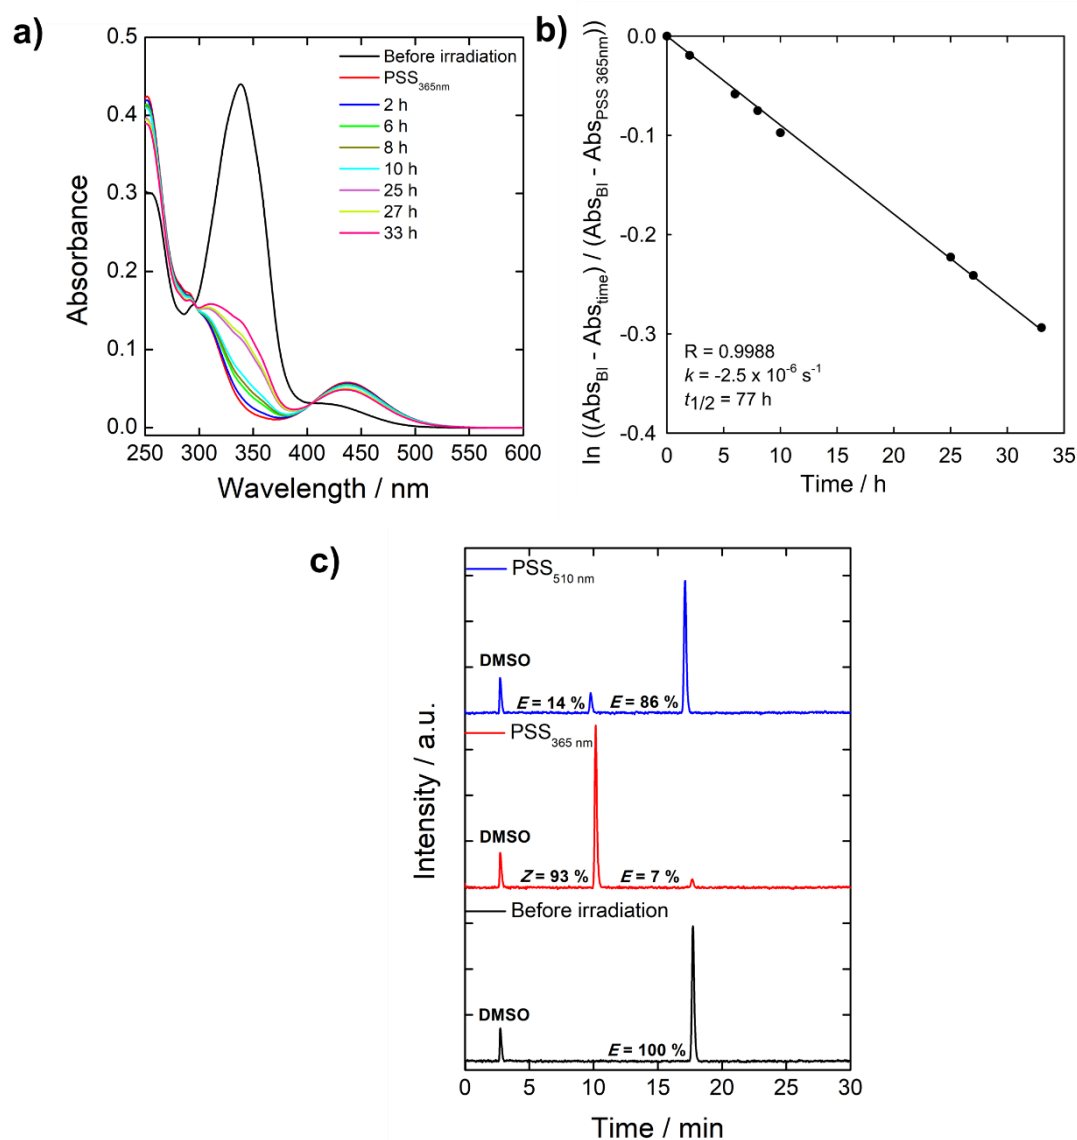 a)
0.5
0.4
0.3
0.2
0.1
0.0
Absorbance
Before irradiation
PSS365nm
2 h
6 h
8 h
10 h
25 h
27 h
33 h
250 300 350 400 450 500 550 600
Wavelength / nm
b)
0.0
-0.1
-0.2
-0.3
-0.4
ln ((AbsBI - Abstime) / (AbsBI - AbsPSS 365nm))
R = 0.9988
k = -2.5 x 10-6 s-1
t1/2 = 77 h
0 5 10 15 20 25 30 35
Time / h
c)
Intensity / a.u.
PSS510 nm
DMSO
E = 14 % E = 86 %
PSS365 nm
DMSO
Z = 93 % E = 7 %
Before irradiation
DMSO
E = 100 %
0 5 10 15 20 25 30
Time / min